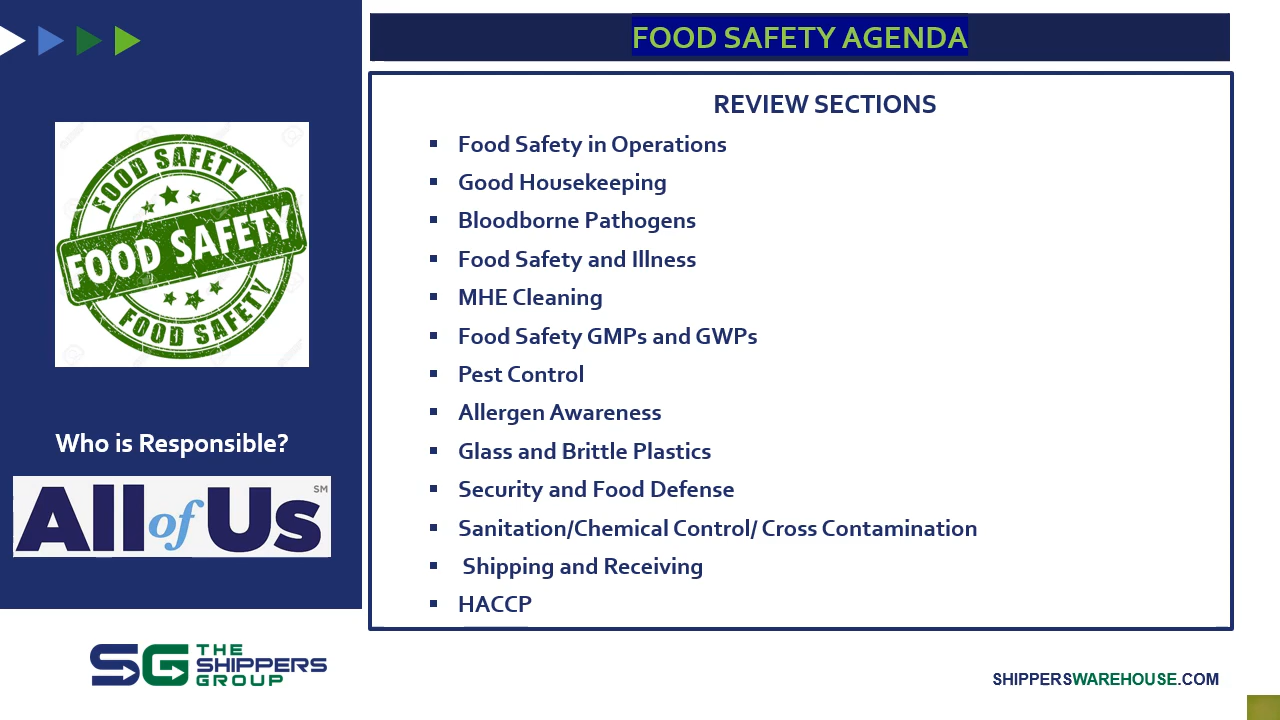 FOOD SAFETY AGENDA
FOOD SAFETY
FOOD SAFETY
FOOD SAFETY
Who is Responsible?
All of Us SM
REVIEW SECTIONS
▪ Food Safety in Operations
▪ Good Housekeeping
▪ Bloodborne Pathogens
▪ Food Safety and Illness
▪ MHE Cleaning
▪ Food Safety GMPs and GWPs
▪ Pest Control
▪ Allergen Awareness
▪ Glass and Brittle Plastics
▪ Security and Food Defense
▪ Sanitation/Chemical Control/ Cross Contamination
▪ Shipping and Receiving
▪ HACCP
SG THE
SHIPPERS
GROUP
SHIPPERSWAREHOUSE.COM